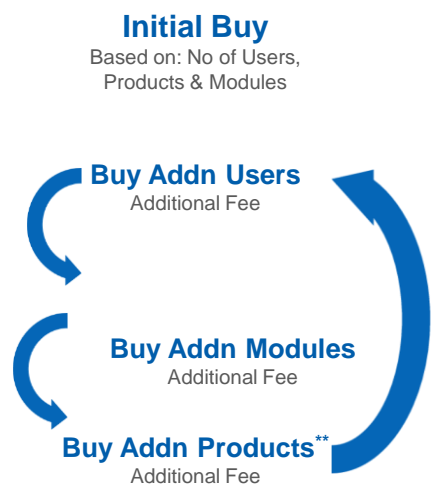 Initial Buy
Based on: No of Users,
Products & Modules
Buy Addn Users
Additional Fee
Buy Addn Modules
Additional Fee
Buy Addn Products**
Additional Fee